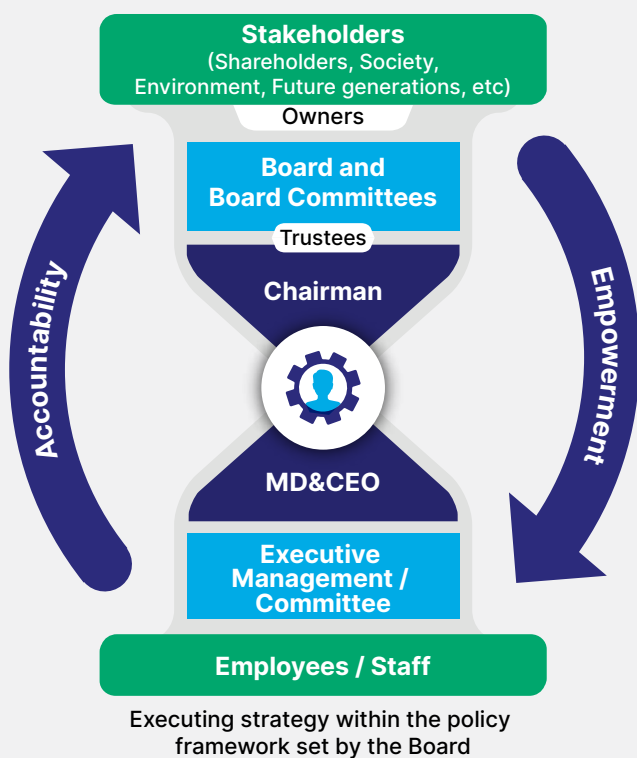 Stakeholders
(Shareholders, Society,
Environment, Future generations, etc)
Owners
Board and
Board Committees
Trustees
Chairman
Accountability
Empowerment
MD&CEO
Executive
Management /
Committee
Employees / Staff
Executing strategy within the policy
framework set by the Board